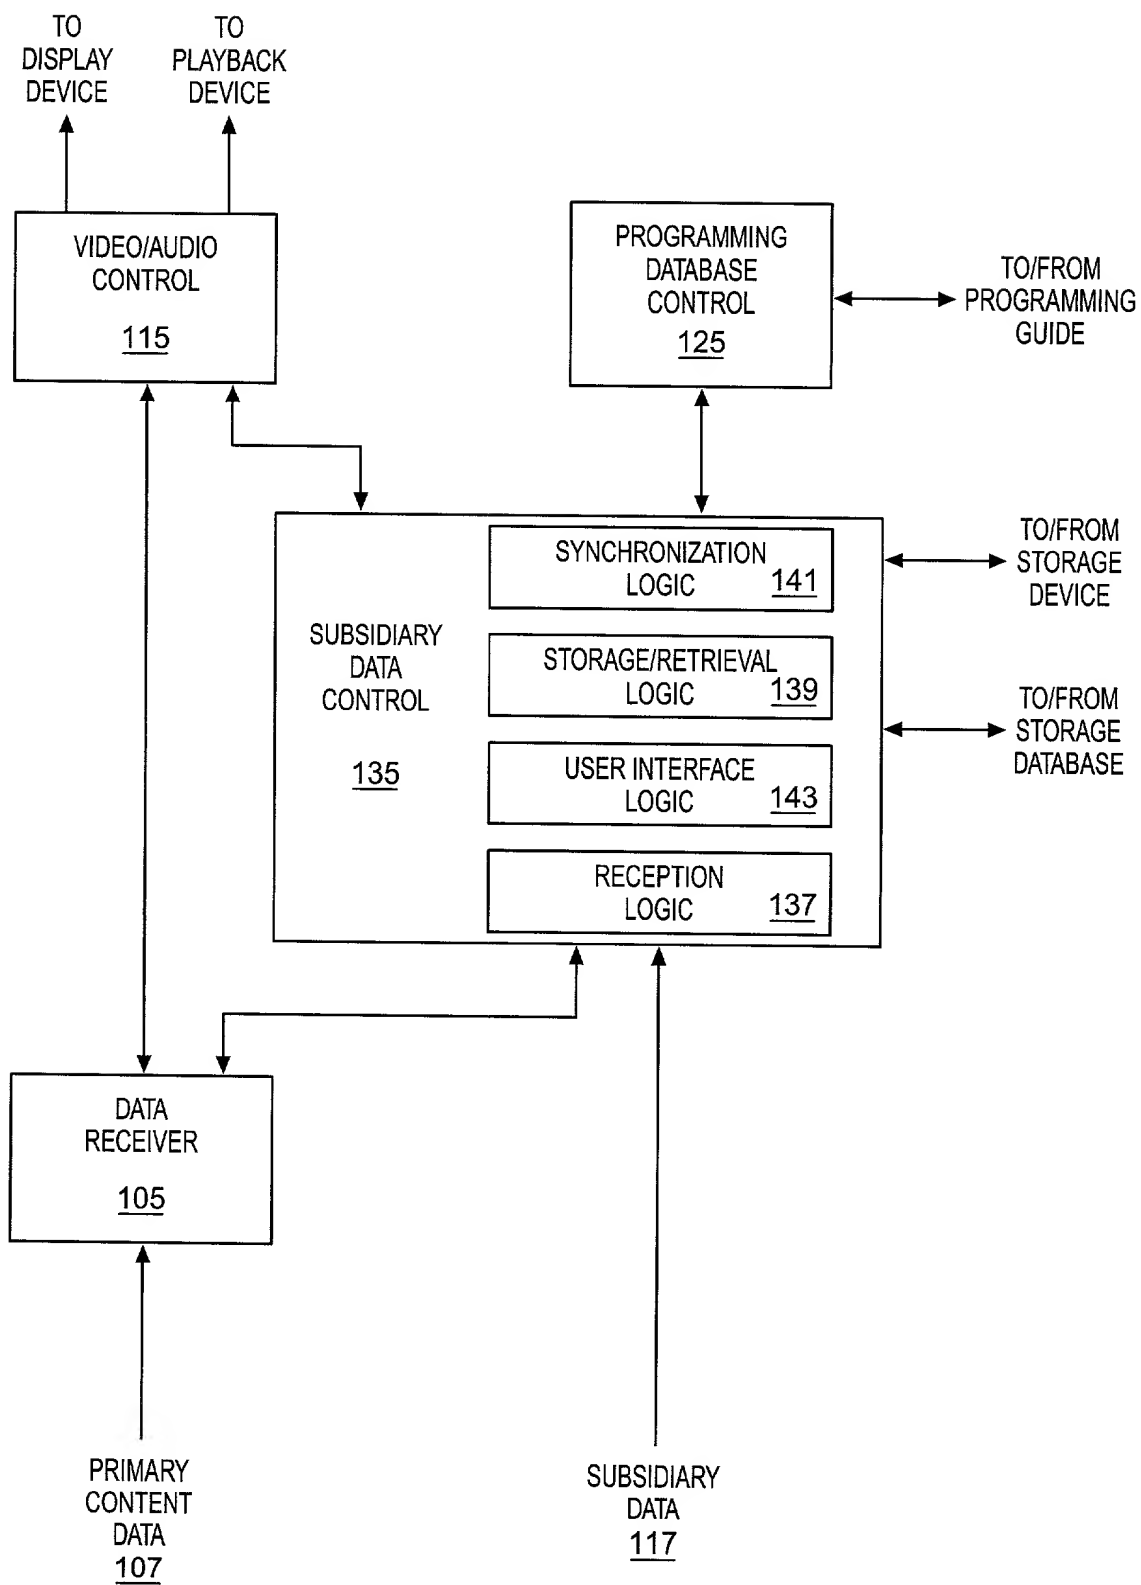 TO
DISPLAY
DEVICE
TO
PLAYBACK
DEVICE
VIDEO/AUDIO
CONTROL
115
PROGRAMMING
DATABASE
CONTROL
125
TO/FROM
PROGRAMMING
GUIDE
SUBSIDIARY
DATA
CONTROL
135
SYNCHRONIZATION
LOGIC 141
STORAGE/RETRIEVAL
LOGIC 139
USER INTERFACE
LOGIC 143
RECEPTION
LOGIC 137
TO/FROM
STORAGE
DEVICE
TO/FROM
STORAGE
DATABASE
DATA
RECEIVER
105
PRIMARY
CONTENT
DATA
107
SUBSIDIARY
DATA
117